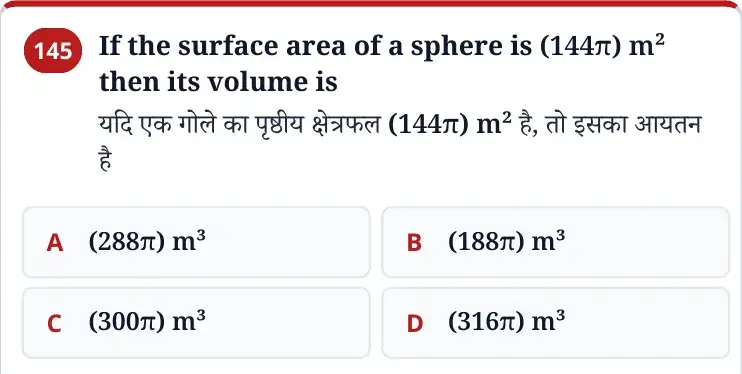 145 If the surface area of a sphere is (144π) m²
then its volume is
यदि एक गोले का पृष्ठीय क्षेत्रफल (144π) m² है, तो इसका आयतन
है
A (288π) m³ B (188π) m³
C (300π) m³ D (316π) m³